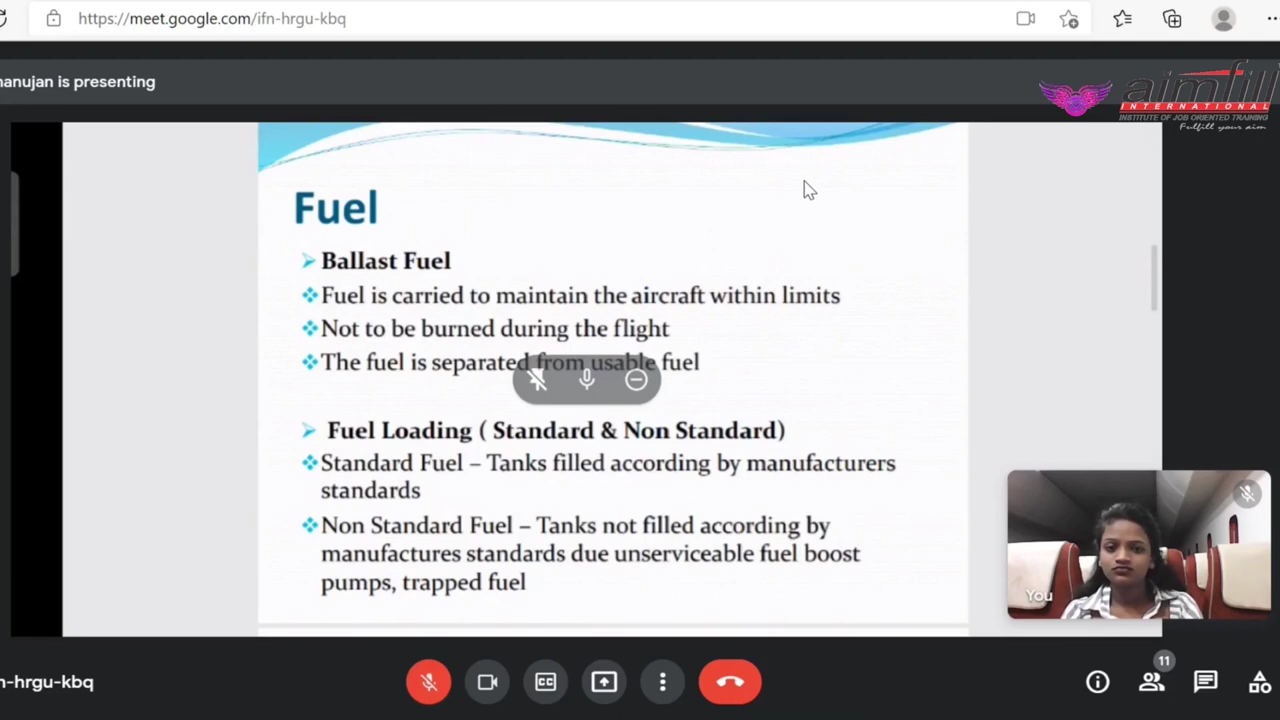 https://meet.google.com/ifn-hrgu-kbq
nanujan is presenting
aimfill
INTERNATIONAL
INSTITUTE OF JOB ORIENTED TRAINING
Fulfill your aim
Fuel
Ballast Fuel
Fuel is carried to maintain the aircraft within limits
Not to be burned during the flight
The fuel is separated from usable fuel
Fuel Loading ( Standard & Non Standard)
Standard Fuel – Tanks filled according by manufacturers
standards
Non Standard Fuel – Tanks not filled according by
manufactures standards due unserviceable fuel boost
pumps, trapped fuel
You
n-hrgu-kbq
CC
11